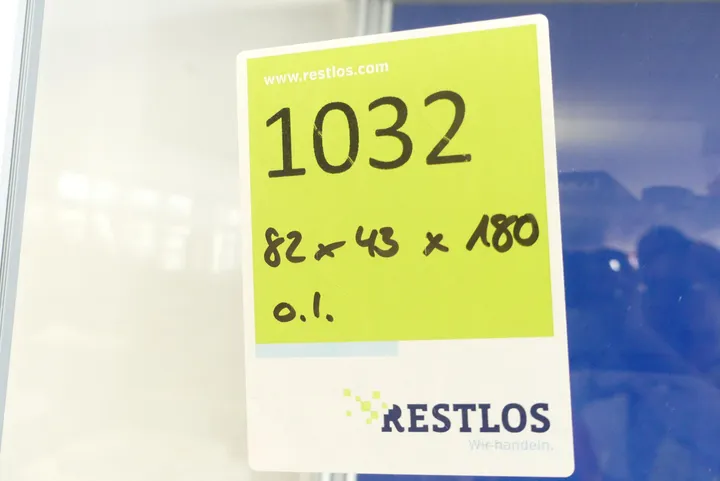 www.restlos.com
1032
82 x 43 x 180
o.l.
RESTLOS
Wir handeln.